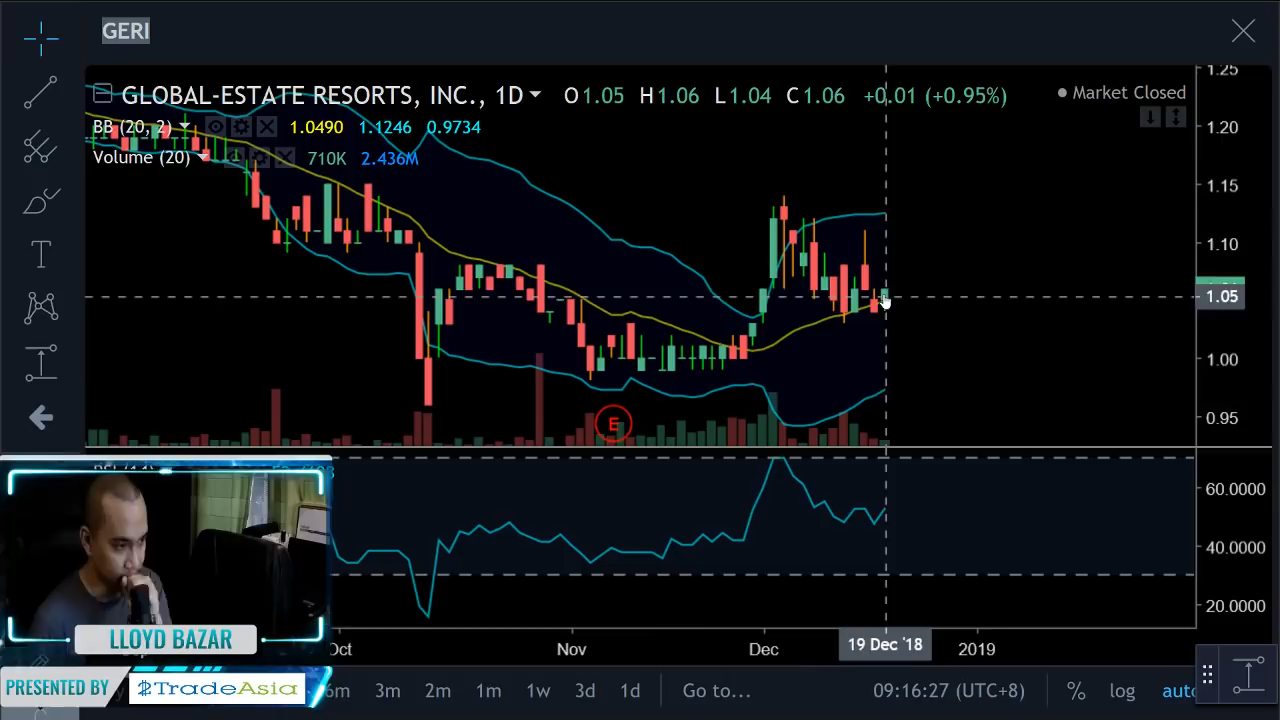 GERI
GLOBAL-ESTATE RESORTS, INC., 1D O1.05 H1.06 L1.04 C1.06 +0.01 (+0.95%)
Market Closed
BB (20, 2) 1.0490 1.1246 0.9734
Volume (20) 710K 2.436M
1.25
1.20
1.15
1.10
1.05
1.00
0.95
E
60.0000
40.0000
20.0000
Oct Nov Dec 19 Dec '18 2019
LLOYD BAZAR
PRESENTED BY $TradeAsia
6m 3m 2m 1m 1w 3d 1d Go to... 09:16:27 (UTC+8) % log auto